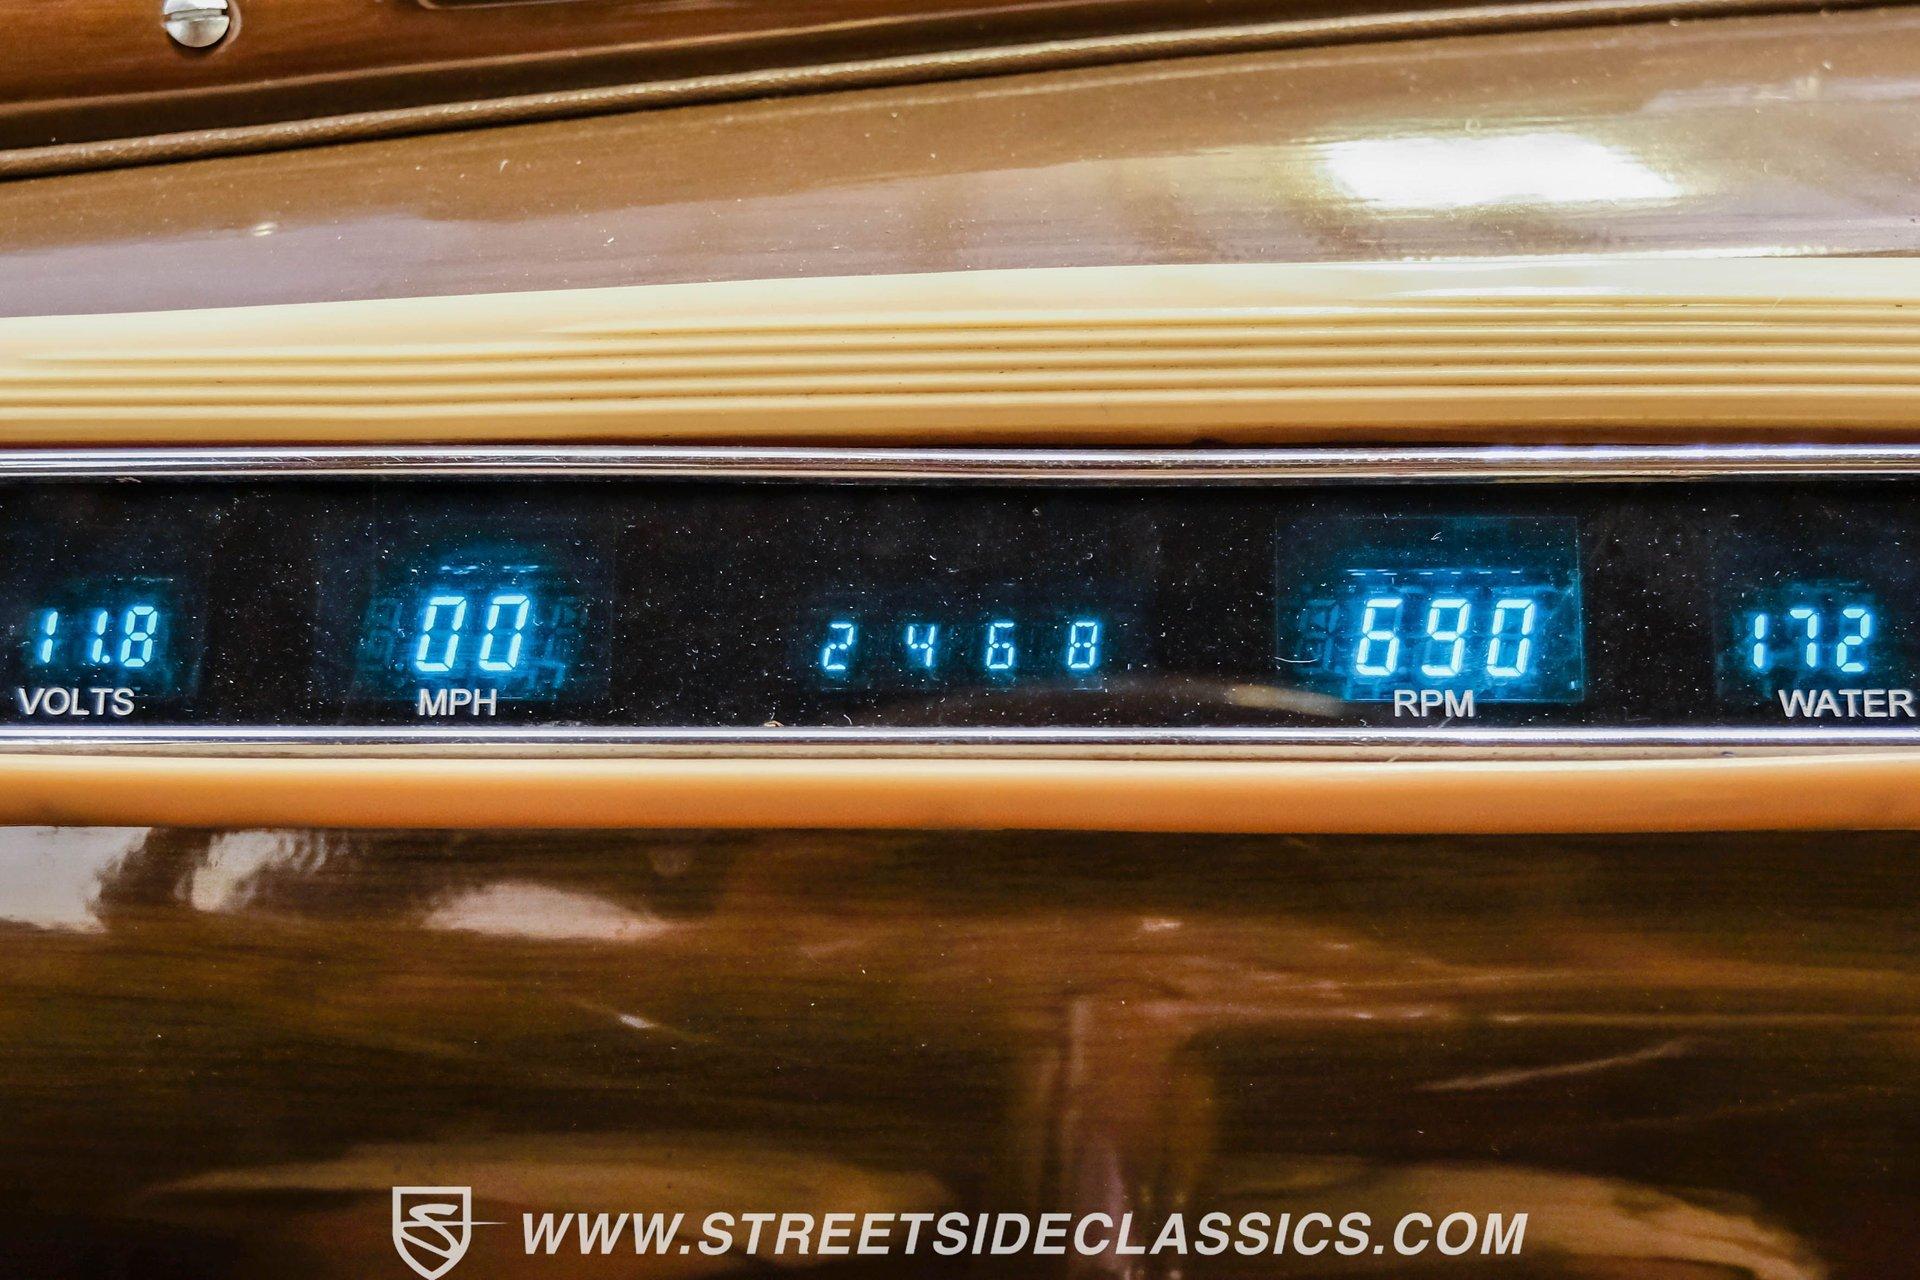 11.8 00 2468 690 172
VOLTS MPH RPM WATER
WWW.STREETSIDECLASSICS.COM